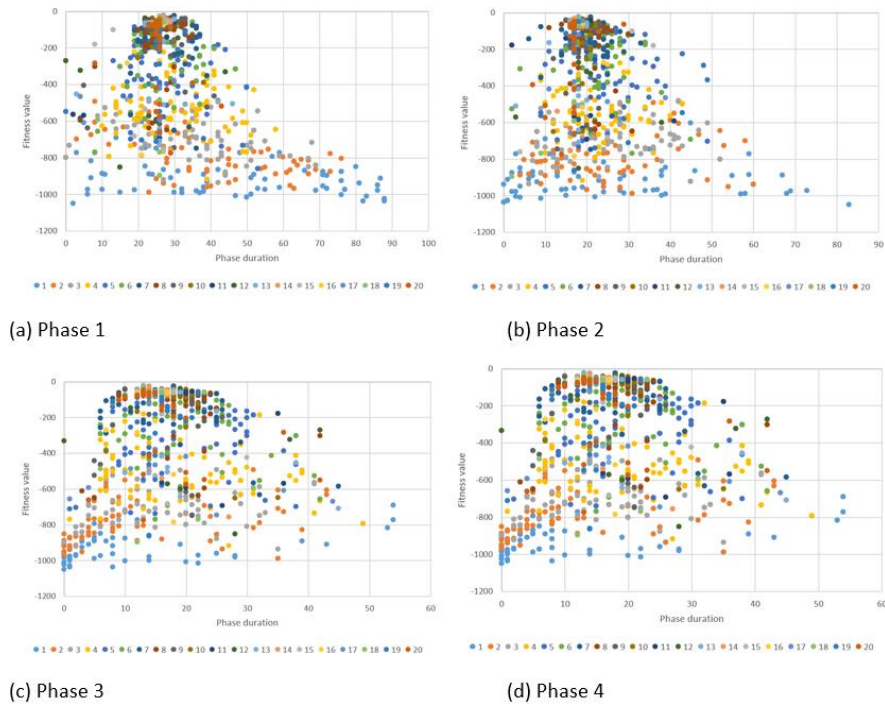 0
-200
-400
-600
-800
-1000
-1200
Fitness value
0 10 20 30 40 50 60 70 80 90 100
Phase duration
1 2 3 4 5 6 7 8 9 10 11 12 13 14 15 16 17 18 19 20
(a) Phase 1
0
-200
-400
-600
-800
-1000
-1200
Fitness value
0 10 20 30 40 50 60 70 80 90
Phase duration
1 2 3 4 5 6 7 8 9 10 11 12 13 14 15 16 17 18 19 20
(b) Phase 2
0
-200
-400
-600
-800
-1000
-1200
Fitness value
0 10 20 30 40 50 60
Phase duration
1 2 3 4 5 6 7 8 9 10 11 12 13 14 15 16 17 18 19 20
(c) Phase 3
0
-200
-400
-600
-800
-1000
-1200
Fitness value
0 10 20 30 40 50 60
Phase duration
1 2 3 4 5 6 7 8 9 10 11 12 13 14 15 16 17 18 19 20
(d) Phase 4